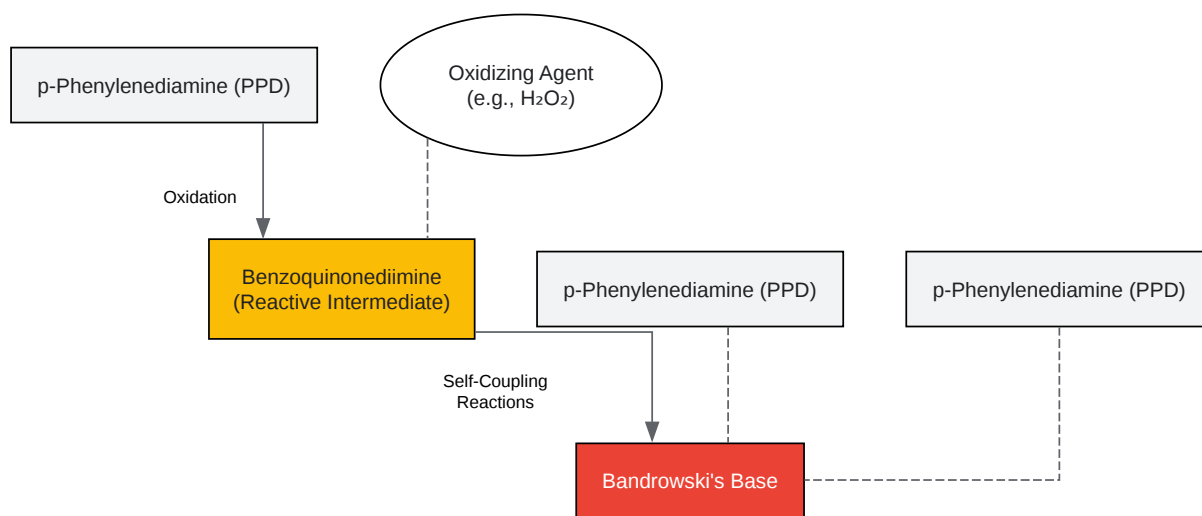 p-Phenylenediamine (PPD)
Oxidizing Agent
(e.g., H₂O₂)
Oxidation
Benzoquinonediimine
(Reactive Intermediate)
p-Phenylenediamine (PPD)
p-Phenylenediamine (PPD)
Self-Coupling
Reactions
Bandrowski's Base